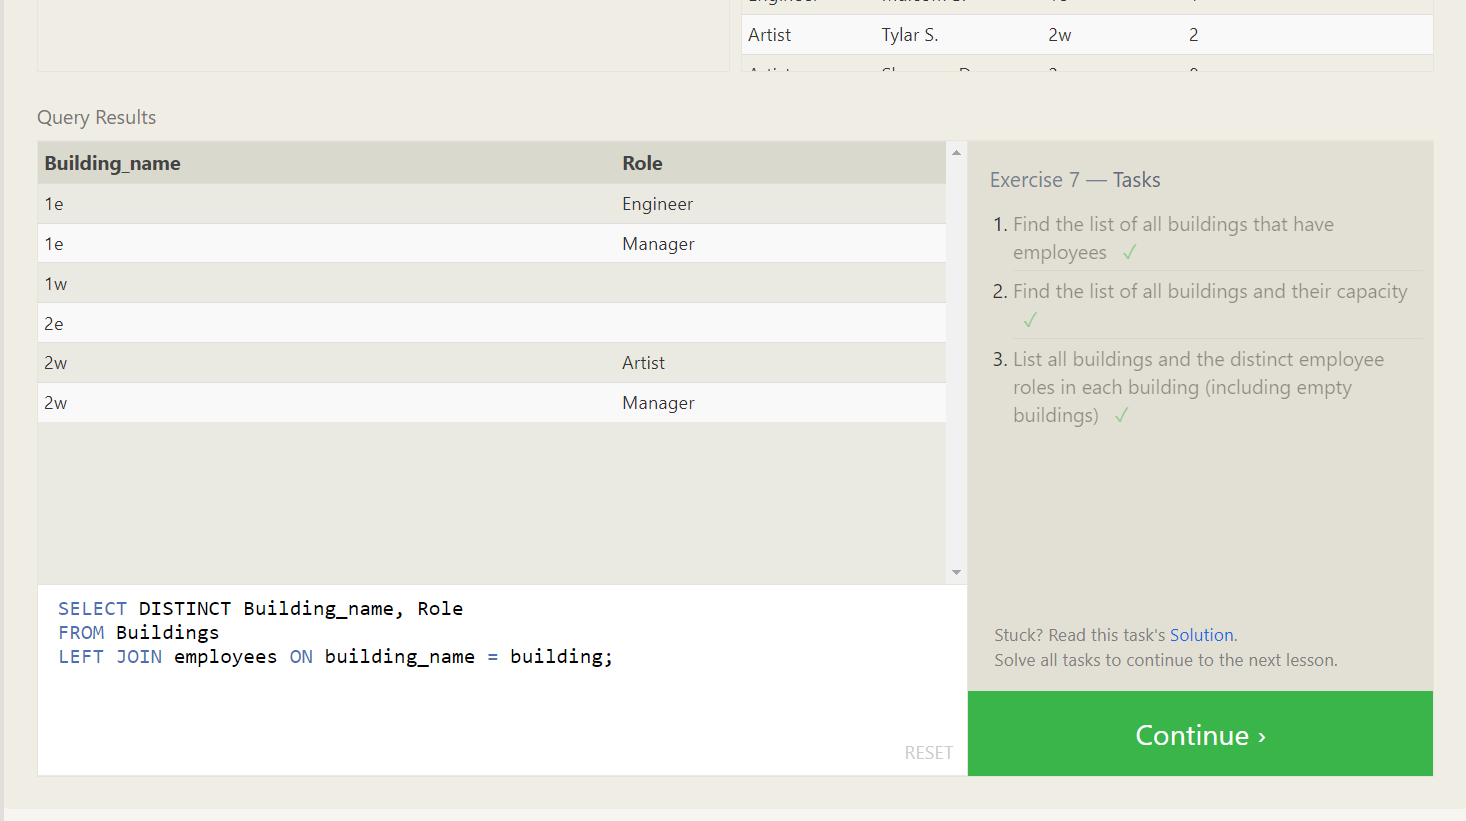 Artist Tylar S. 2w 2
Query Results
Building_name Role
1e Engineer
1e Manager
1w
2e
2w Artist
2w Manager
SELECT DISTINCT Building_name, Role
FROM Buildings
LEFT JOIN employees ON building_name = building;
RESET
Exercise 7 — Tasks
1. Find the list of all buildings that have
employees ✓
2. Find the list of all buildings and their capacity
✓
3. List all buildings and the distinct employee
roles in each building (including empty
buildings) ✓
Stuck? Read this task's Solution.
Solve all tasks to continue to the next lesson.
Continue ›